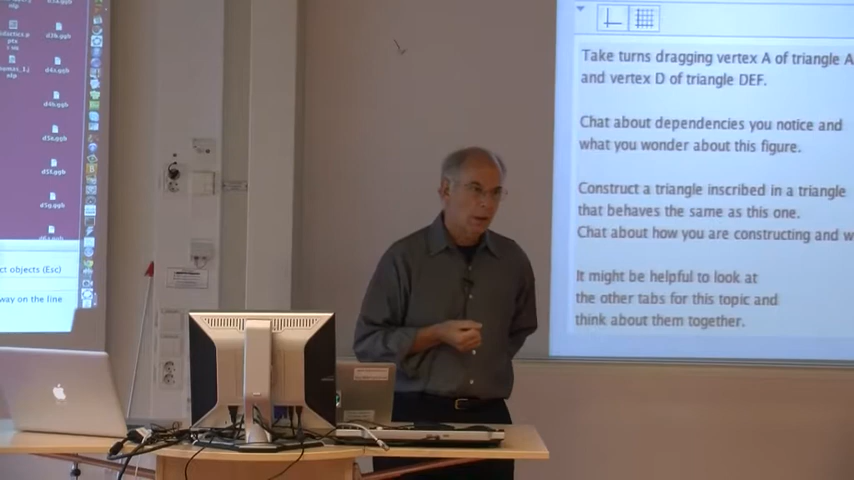 Take turns dragging vertex A of triangle A
and vertex D of triangle DEF.
Chat about dependencies you notice and
what you wonder about this figure.
Construct a triangle inscribed in a triangle
that behaves the same as this one.
Chat about how you are constructing and w
It might be helpful to look at
the other tabs for this topic and
think about them together.
ct objects (Esc)
way on the line